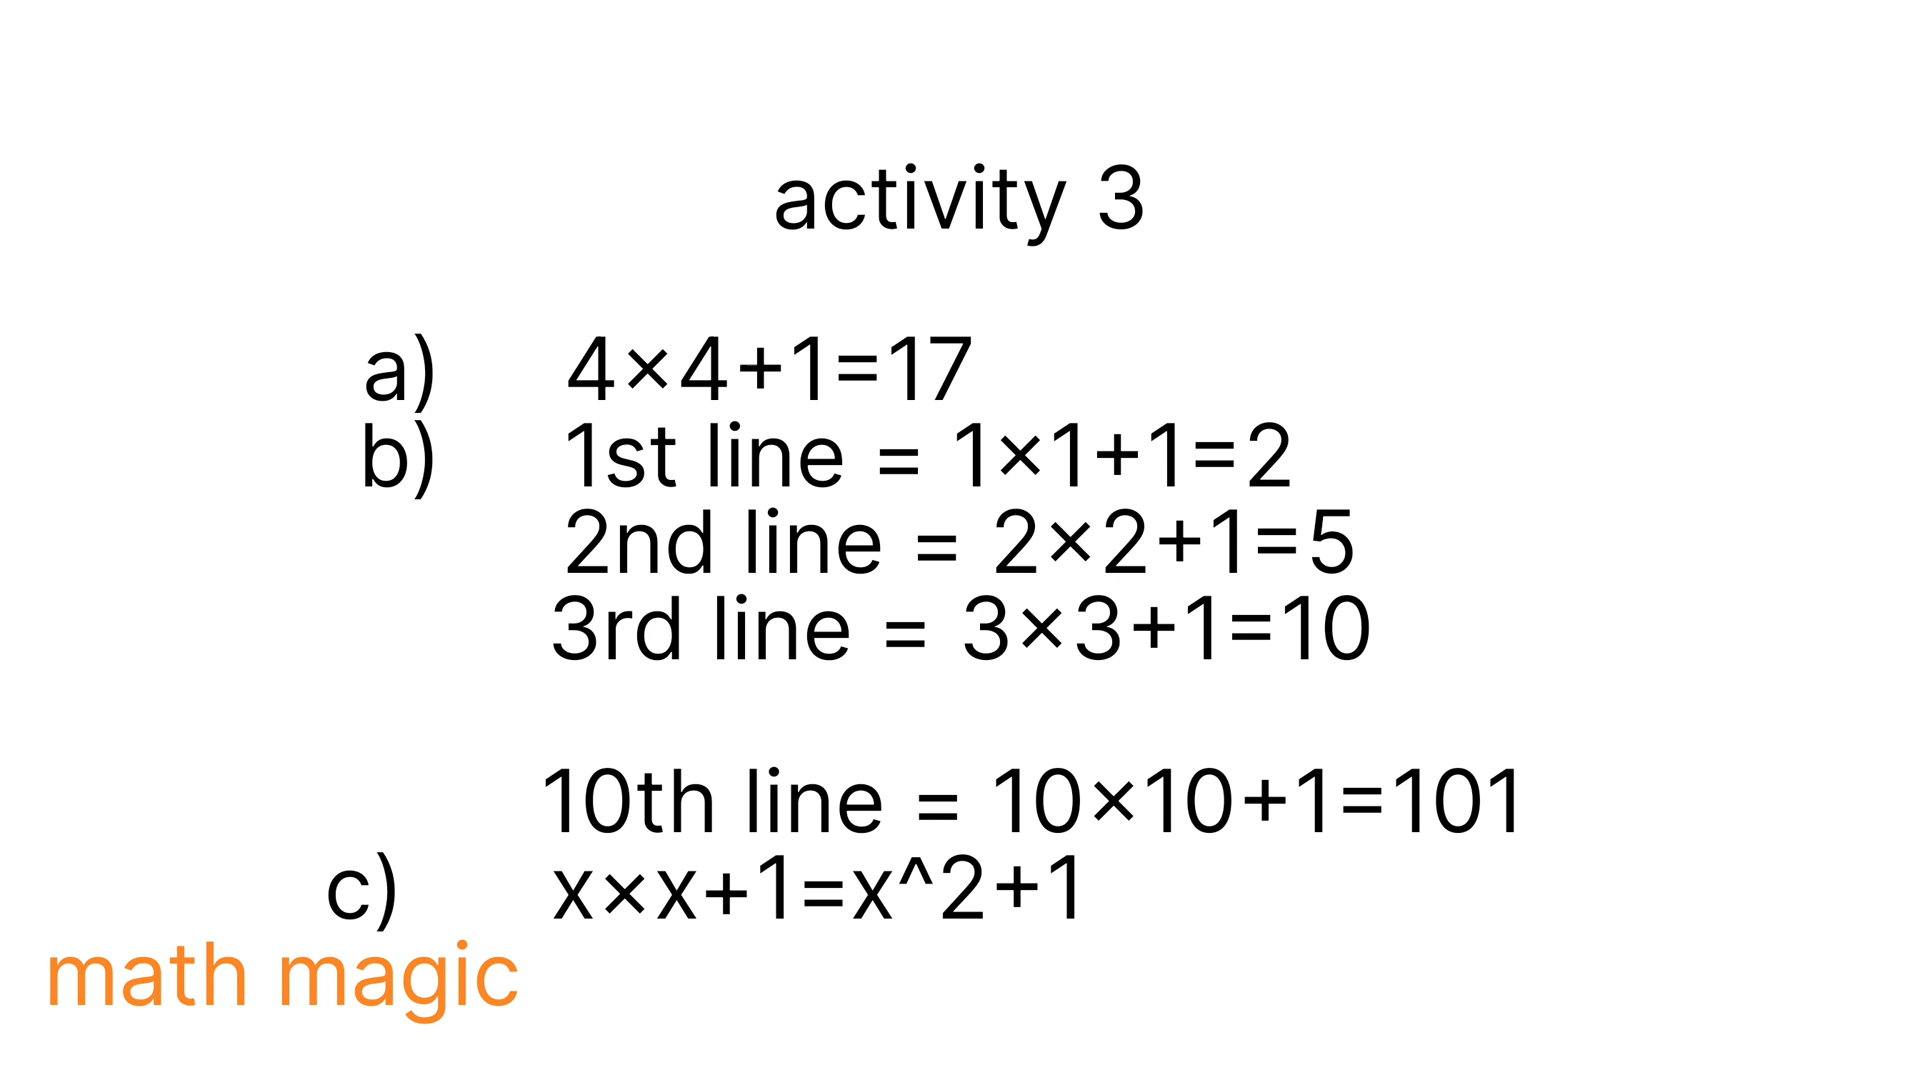 activity 3
a) 4×4+1=17
b) 1st line = 1×1+1=2
2nd line = 2×2+1=5
3rd line = 3×3+1=10
10th line = 10×10+1=101
c) x×x+1=x^2+1
math magic